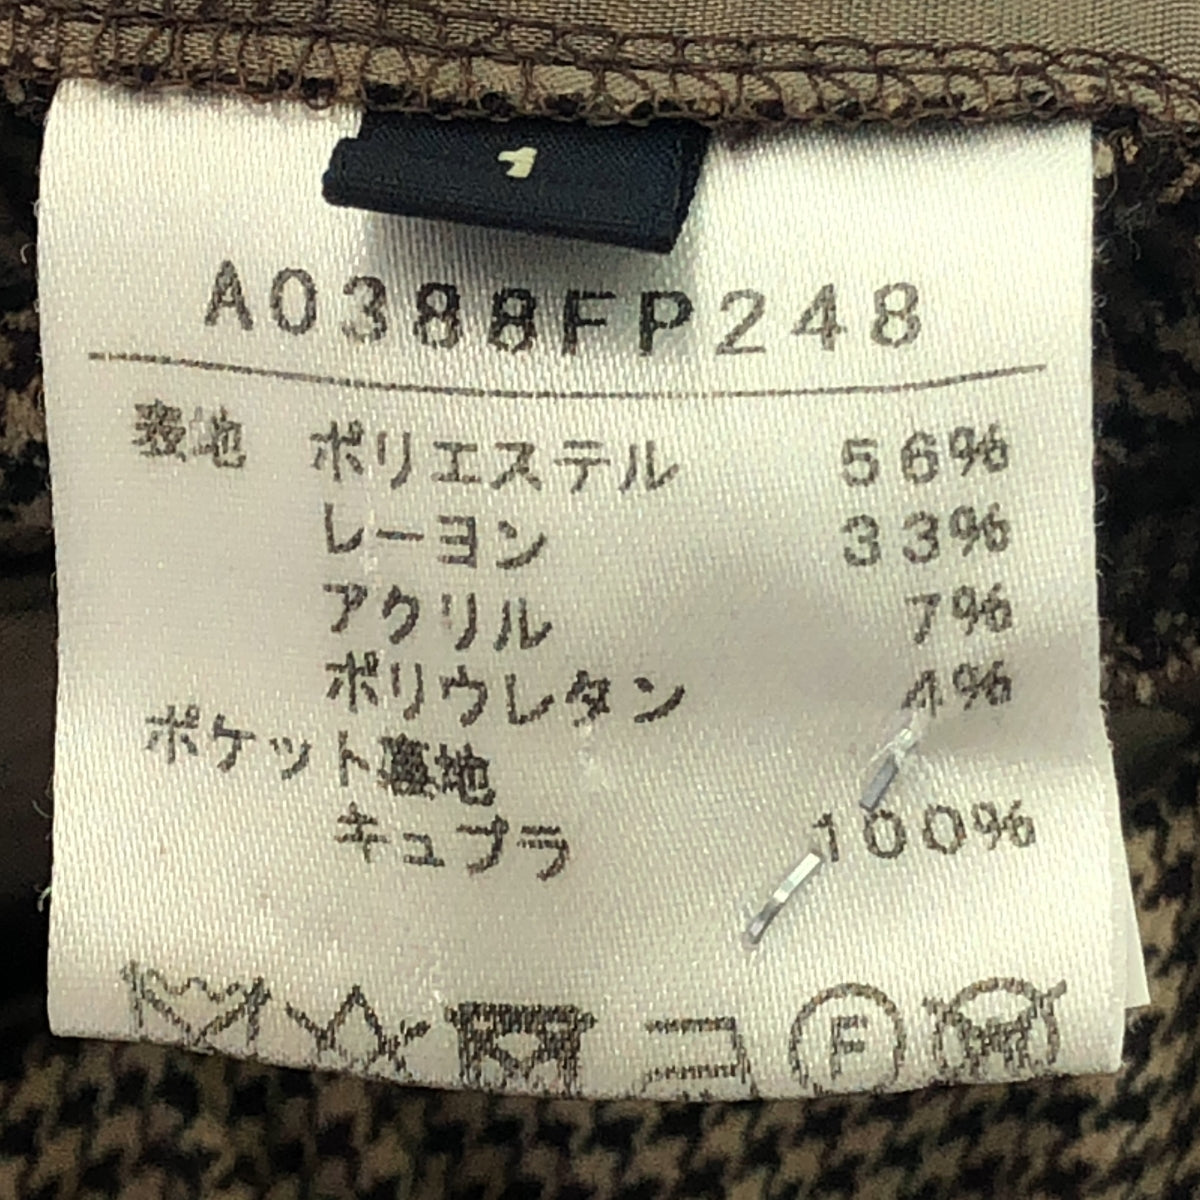 1
A0388FP248
表地 ポリエステル 56%
レーヨン 33%
アクリル 7%
ポリウレタン 4%
ポケット裏地
キュプラ 100%
F